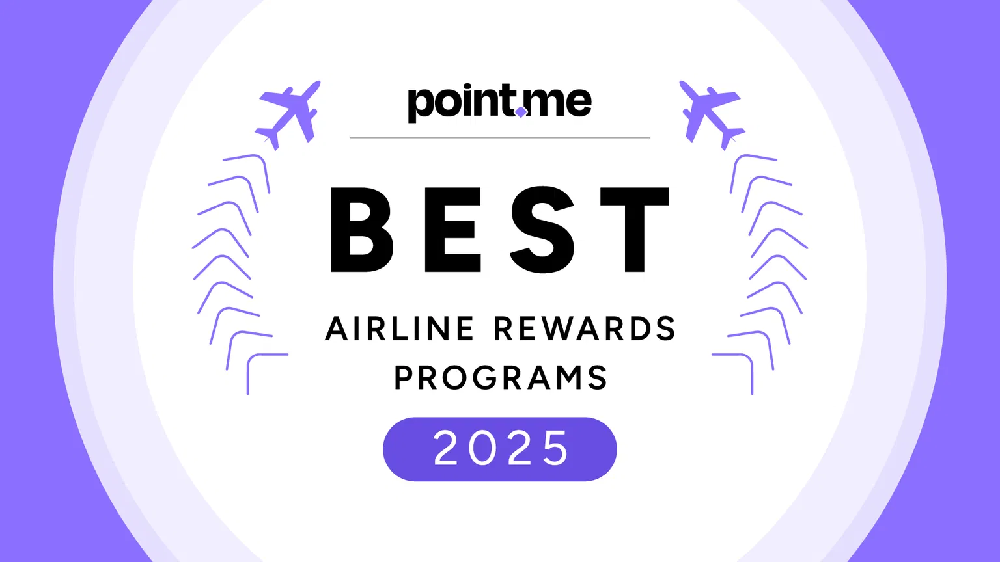 point.me
BEST
AIRLINE REWARDS
PROGRAMS
2025